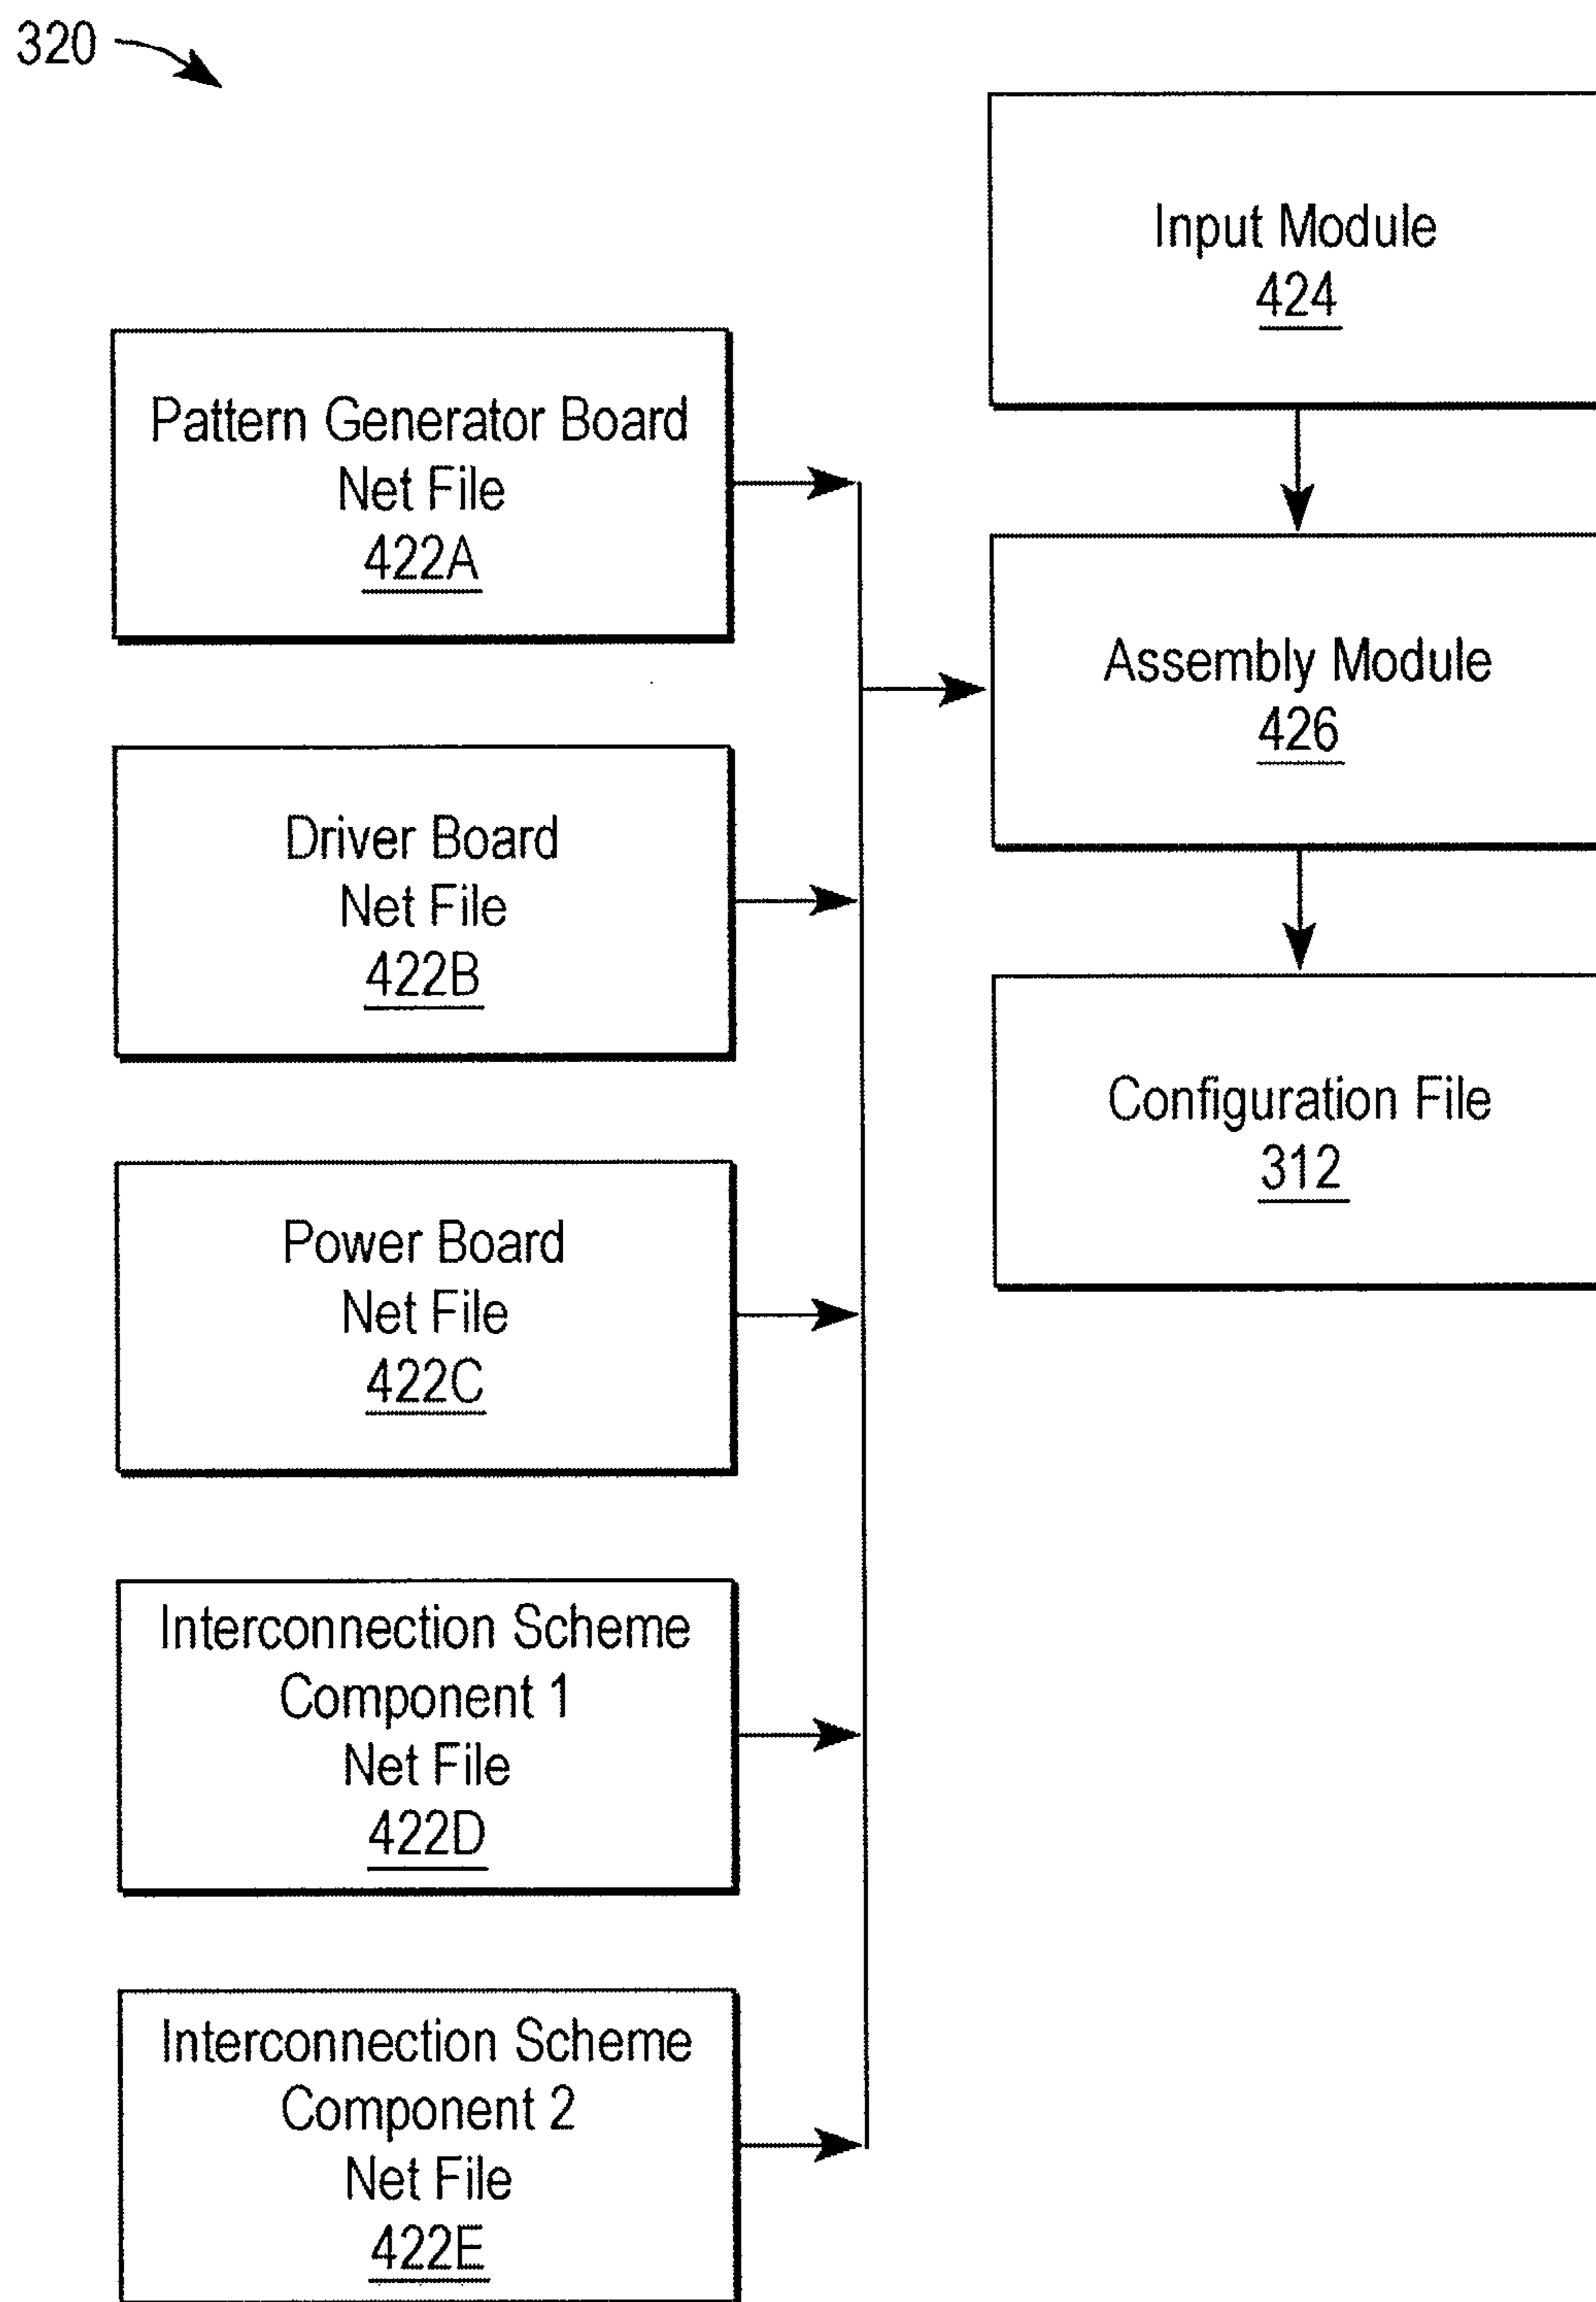 320
Input Module
424
Pattern Generator Board
Net File
422A
Assembly Module
426
Driver Board
Net File
422B
Configuration File
312
Power Board
Net File
422C
Interconnection Scheme
Component 1
Net File
422D
Interconnection Scheme
Component 2
Net File
422E